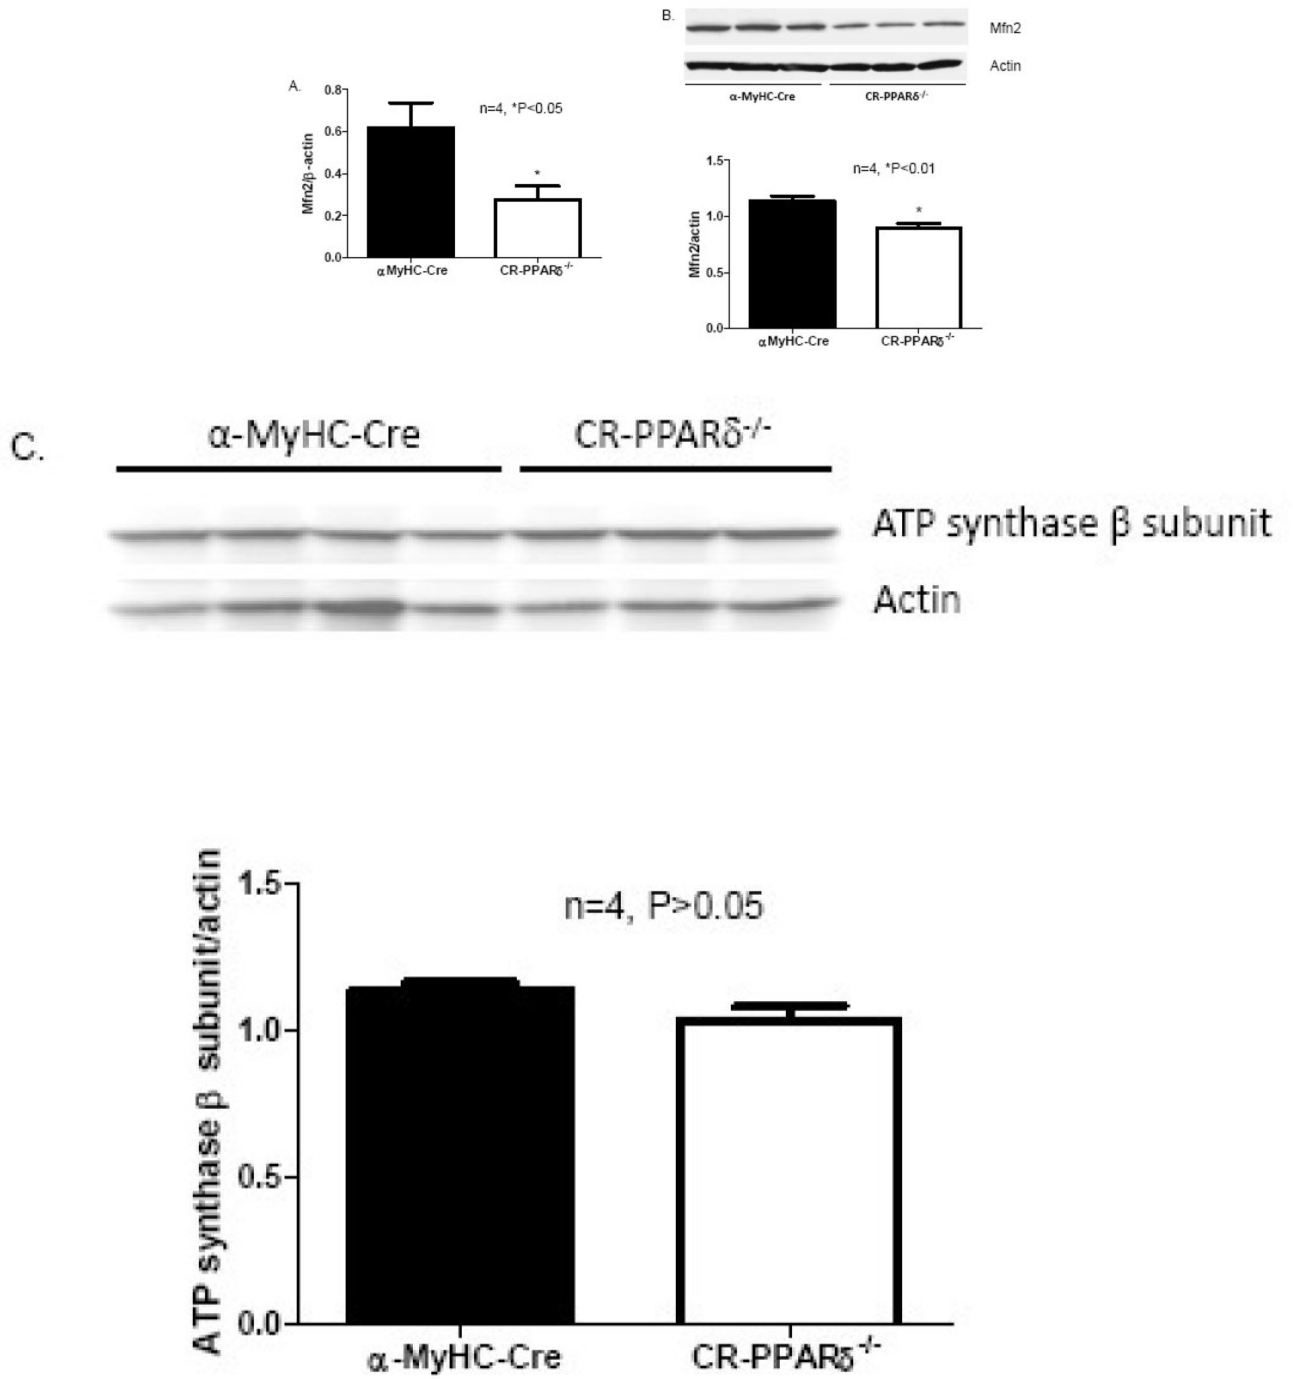 B.
Mfn2
Actin
α-MyHC-Cre CR-PPARδ-/-
A.
0.8
0.6
0.4
0.2
0.0
Mfn2/β-actin
n=4, *P<0.05
*
αMyHC-Cre CR-PPARδ-/-
1.5
1.0
0.5
0.0
Mfn2/actin
n=4, *P<0.01
*
αMyHC-Cre CR-PPARδ-/-
C.
α-MyHC-Cre CR-PPARδ-/-
ATP synthase β subunit
Actin
1.5
1.0
0.5
0.0
ATP synthase β subunit/actin
n=4, P>0.05
α-MyHC-Cre CR-PPARδ-/-